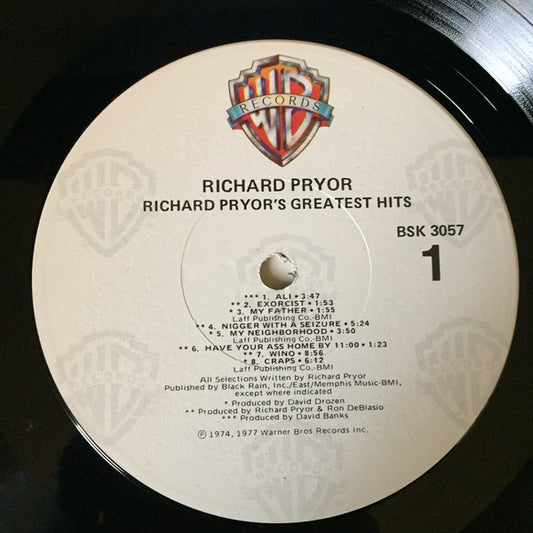 WB
RECORDS
RICHARD PRYOR
RICHARD PRYOR'S GREATEST HITS
BSK 3057
1
*** 1. ALI • 3:47
** 2. EXORCIST • 1:53
* 3. MY FATHER • 1:55
Laff Publishing Co.-BMI
** 4. NIGGER WITH A SEIZURE • 5:24
* 5. MY NEIGHBORHOOD • 3:50
Laff Publishing Co.-BMI
** 6. HAVE YOUR ASS HOME BY 11:00 • 1:23
** 7. WINO • 8:56
* 8. CRAPS • 6:12
Laff Publishing Co.-BMI
All Selections Written by Richard Pryor
Published by Black Rain, Inc./East/Memphis Music-BMI,
except where indicated
* Produced by David Drozen
** Produced by Richard Pryor & Ron DeBlasio
*** Produced by David Banks
℗ 1974, 1977 Warner Bros Records Inc.